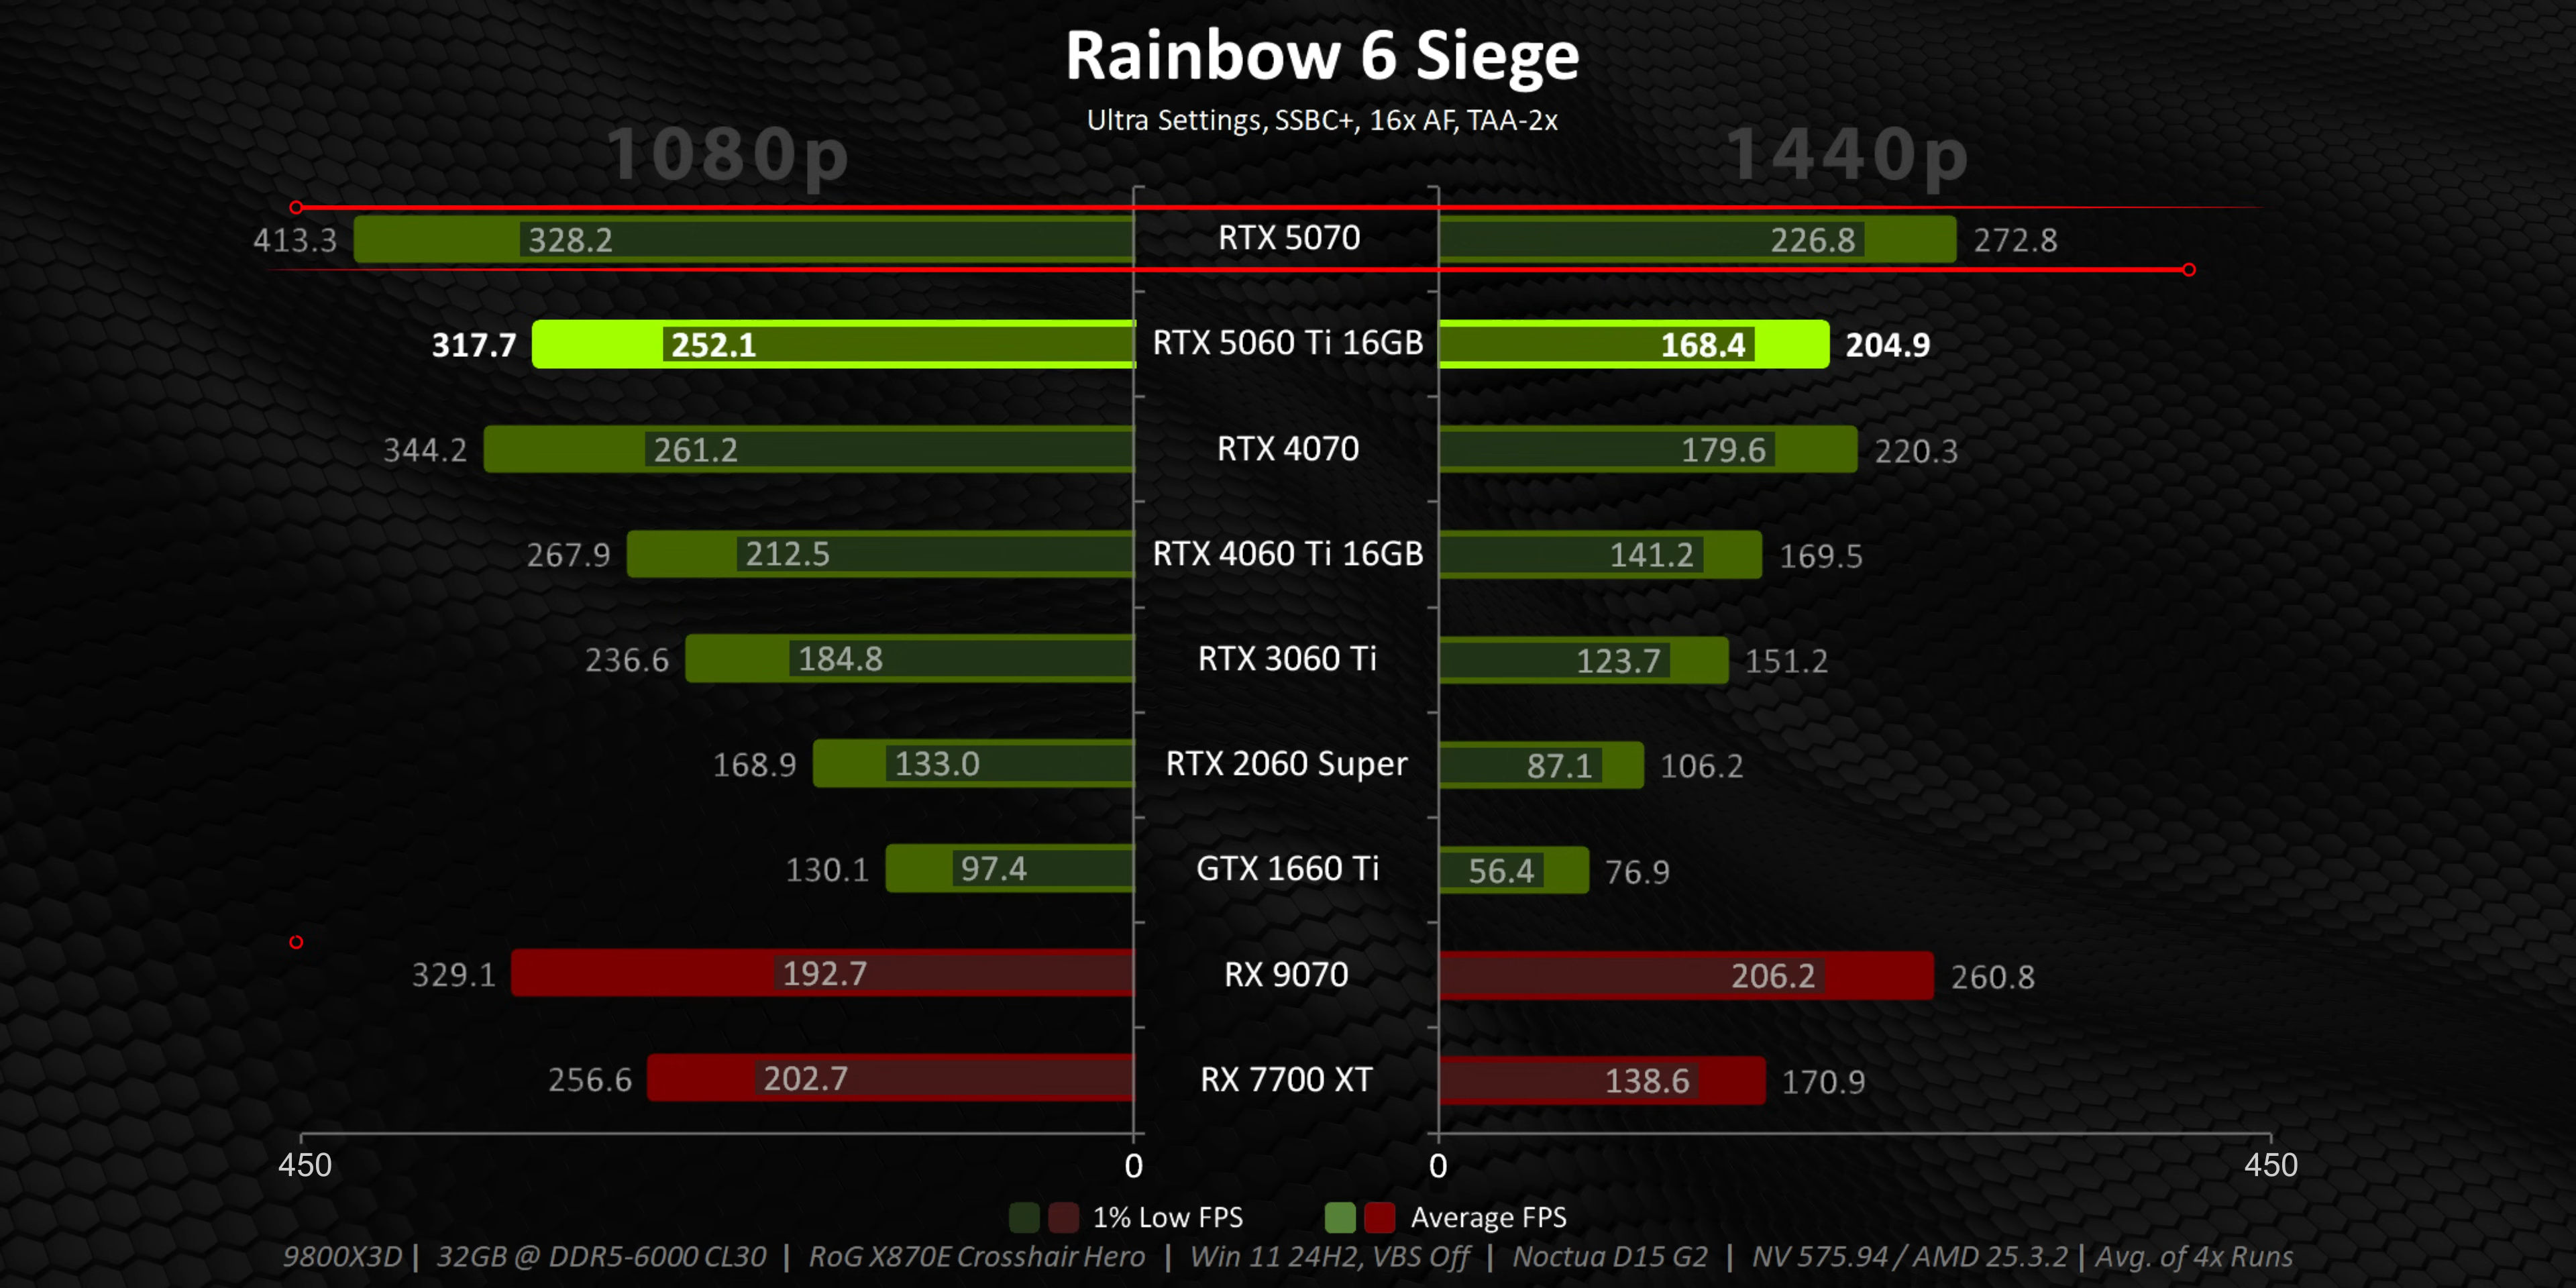 Rainbow 6 Siege
Ultra Settings, SSBC+, 16x AF, TAA-2x
1080p 1440p
413.3 328.2 RTX 5070 226.8 272.8
317.7 252.1 RTX 5060 Ti 16GB 168.4 204.9
344.2 261.2 RTX 4070 179.6 220.3
267.9 212.5 RTX 4060 Ti 16GB 141.2 169.5
236.6 184.8 RTX 3060 Ti 123.7 151.2
168.9 133.0 RTX 2060 Super 87.1 106.2
130.1 97.4 GTX 1660 Ti 56.4 76.9
329.1 192.7 RX 9070 206.2 260.8
256.6 202.7 RX 7700 XT 138.6 170.9
450 0 0 450
1% Low FPS Average FPS
9800X3D | 32GB @ DDR5-6000 CL30 | RoG X870E Crosshair Hero | Win 11 24H2, VBS Off | Noctua D15 G2 | NV 575.94 / AMD 25.3.2 | Avg. of 4x Runs